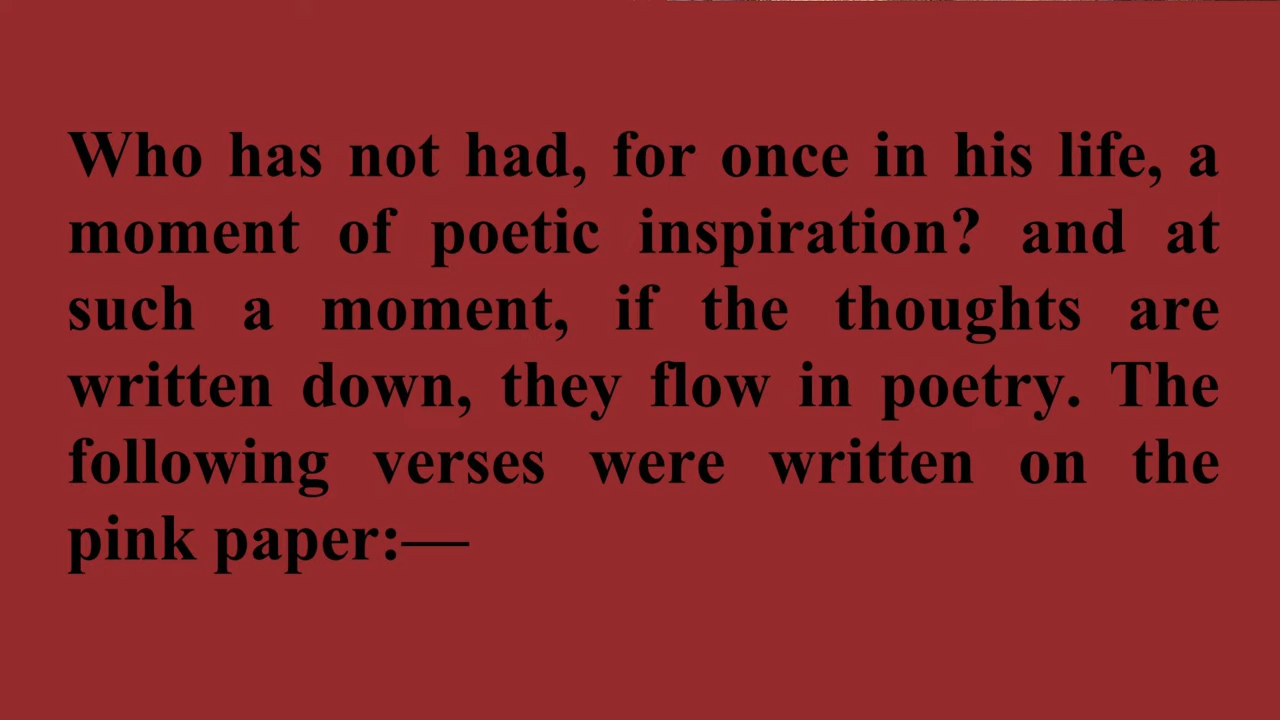 Who has not had, for once in his life, a
moment of poetic inspiration? and at
such a moment, if the thoughts are
written down, they flow in poetry. The
following verses were written on the
pink paper:—